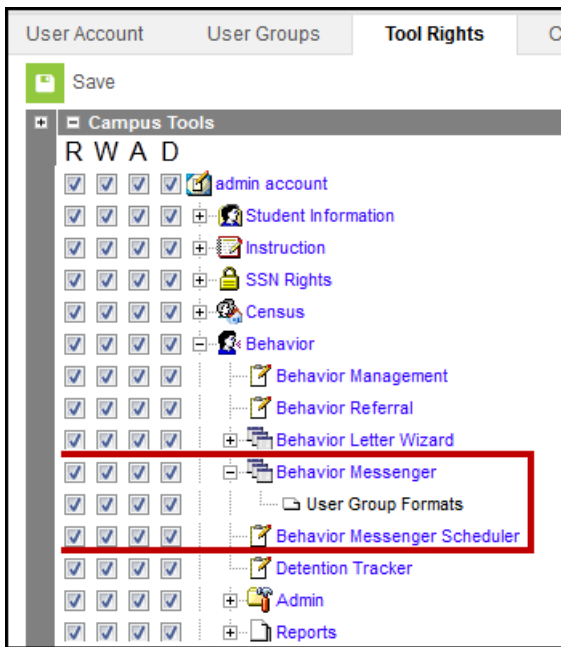 User Account User Groups Tool Rights C
Save
Campus Tools
R W A D
admin account
Student Information
Instruction
SSN Rights
Census
Behavior
Behavior Management
Behavior Referral
Behavior Letter Wizard
Behavior Messenger
User Group Formats
Behavior Messenger Scheduler
Detention Tracker
Admin
Reports